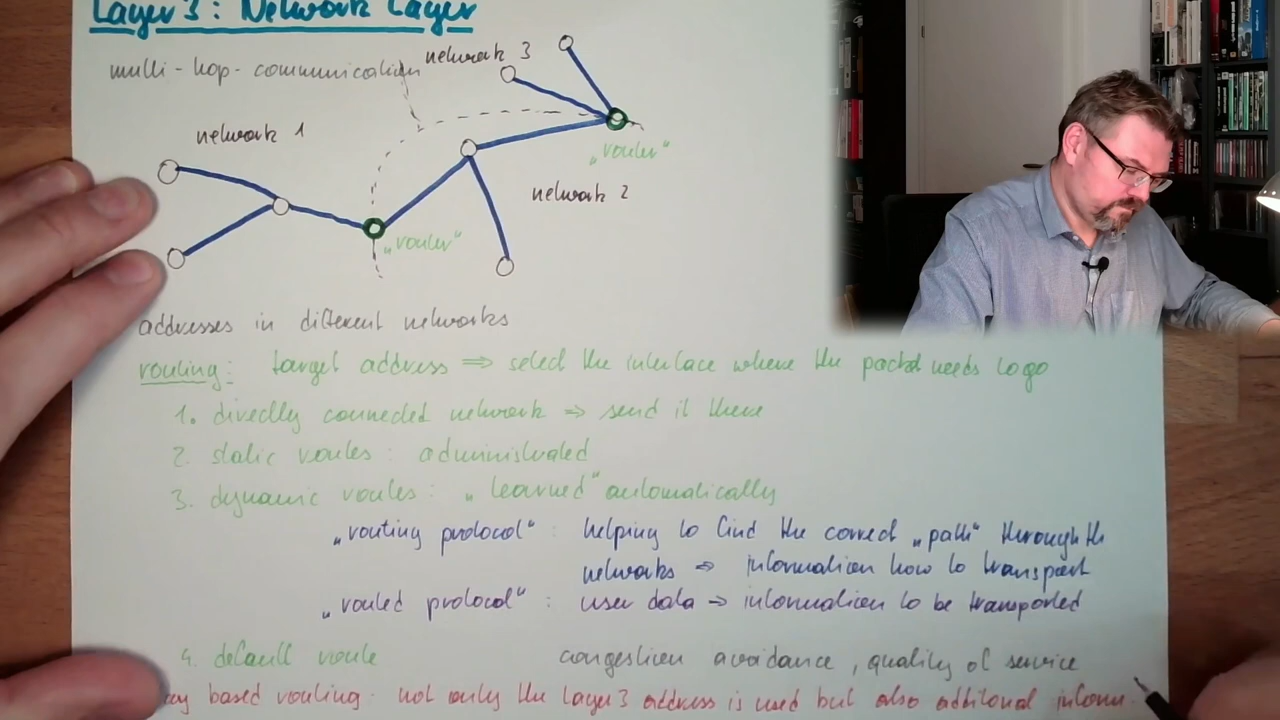 Layer 3: Network Layer
multi-hop-communication
network 3
network 1
"router"
network 2
"router"
addresses in different networks
routing: target address ⇒ select the interface where the packet needs to go
1. directly connected network ⇒ send it there
2. static routes: administrated
3. dynamic routes: "learned" automatically
"routing protocol": helping to find the correct "path" through th
networks ⇒ information how to transport
"routed protocol": user data → information to be transported
4. default route congestion avoidance, quality of service
based routing. not only the layer 3 address is used but also additional inform.